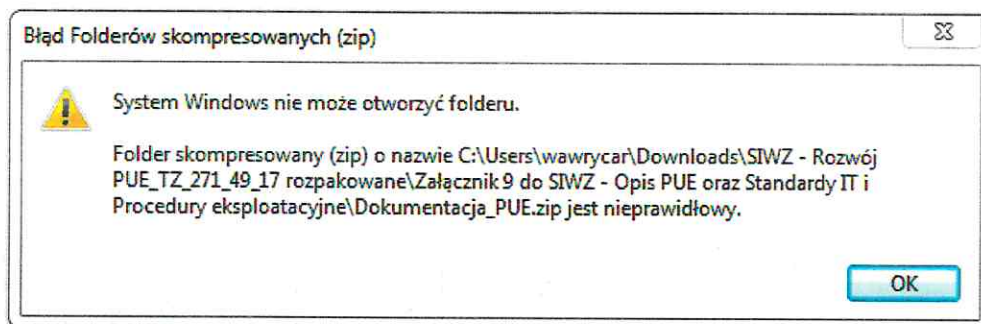 Błąd Folderów skompresowanych (zip)
System Windows nie może otworzyć folderu.
Folder skompresowany (zip) o nazwie C:\Users\wawrycar\Downloads\SIWZ - Rozwój
PUE_TZ_271_49_17 rozpakowane\Załącznik 9 do SIWZ - Opis PUE oraz Standardy IT i
Procedury eksploatacyjne\Dokumentacja_PUE.zip jest nieprawidłowy.
OK